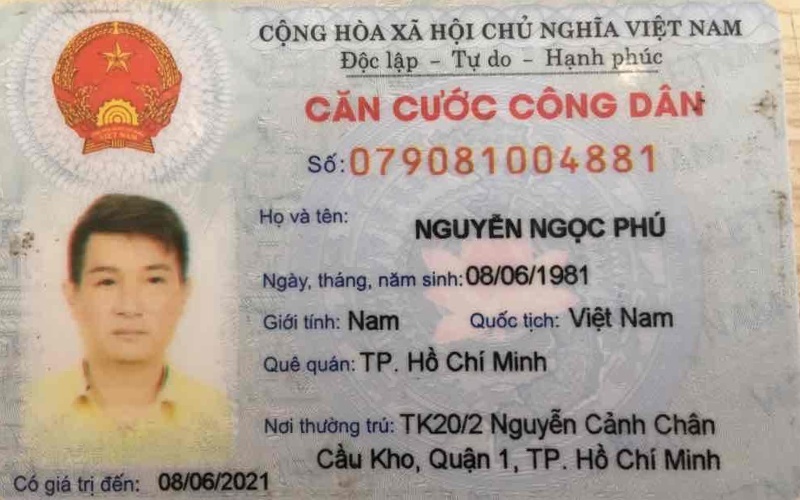 CỘNG HÒA XÃ HỘI CHỦ NGHĨA VIỆT NAM
Độc lập - Tự do - Hạnh phúc
CĂN CƯỚC CÔNG DÂN
Số: 079081004881
Họ và tên: NGUYỄN NGỌC PHÚ
Ngày, tháng, năm sinh: 08/06/1981
Giới tính: Nam Quốc tịch: Việt Nam
Quê quán: TP. Hồ Chí Minh
Nơi thường trú: TK20/2 Nguyễn Cảnh Chân
Cầu Kho, Quận 1, TP. Hồ Chí Minh
Có giá trị đến: 08/06/2021